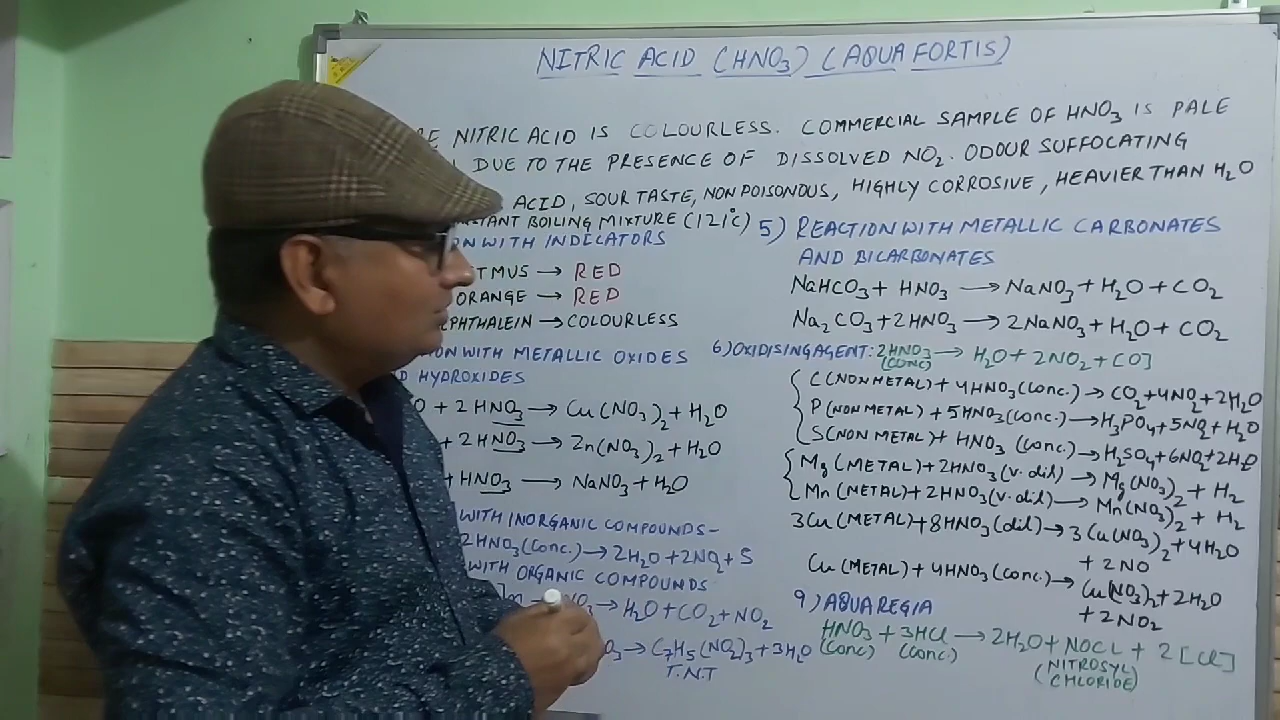 NITRIC ACID (HNO3) (AQUA FORTIS)
RE NITRIC ACID IS COLOURLESS. COMMERCIAL SAMPLE OF HNO3 IS PALE
DUE TO THE PRESENCE OF DISSOLVED NO2. ODOUR SUFFOCATING
ACID, SOUR TASTE, NON POISONOUS, HIGHLY CORROSIVE, HEAVIER THAN H2O
STANT BOILING MIXTURE (121°C)
ON WITH INDICATORS
TMUS → RED
ORANGE → RED
LPHTHALEIN → COLOURLESS
ION WITH METALLIC OXIDES
D HYDROXIDES
O + 2HNO3 → Cu(NO3)2 + H2O
+ 2HNO3 → Zn(NO3)2 + H2O
+ HNO3 → NaNO3 + H2O
WITH INORGANIC COMPOUNDS-
2HNO3(Conc.) → 2H2O + 2NO2 + S
WITH ORGANIC COMPOUNDS
NO3 → H2O + CO2 + NO2
O3 → C7H5(NO2)3 + 3H2O
T.N.T
5) REACTION WITH METALLIC CARBONATES
AND BICARBONATES
NaHCO3 + HNO3 → NaNO3 + H2O + CO2
Na2CO3 + 2HNO3 → 2NaNO3 + H2O + CO2
6) OXIDISING AGENT: 2HNO3 → H2O + 2NO2 + [O]
(CONC)
C(NON METAL) + 4HNO3(Conc.) → CO2 + 4NO2 + 2H2O
P(NON METAL) + 5HNO3(Conc.) → H3PO4 + 5NO2 + H2O
S(NON METAL) + HNO3 (Conc.) → H2SO4 + 6NO2 + 2H2O
Mg(METAL) + 2HNO3(v.dil) → Mg(NO3)2 + H2
Mn(METAL) + 2HNO3(v.dil) → Mn(NO3)2 + H2
3Cu(METAL) + 8HNO3(dil) → 3Cu(NO3)2 + 4H2O
+ 2NO
Cu(METAL) + 4HNO3(Conc.) → Cu(NO3)2 + 2H2O
+ 2NO2
9) AQUA REGIA
HNO3 + 3HCl → 2H2O + NOCL + 2[Cl]
(Conc) (Conc)
(NITROSYL
CHLORIDE)